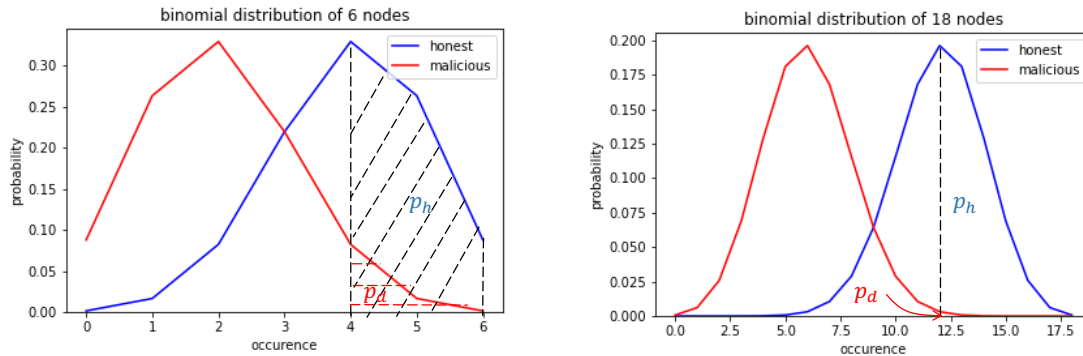 binomial distribution of 6 nodes
honest
malicious
0.30
0.25
0.20
0.15
0.10
0.05
0.00
probability
p_h
p_d
0 1 2 3 4 5 6
occurence
binomial distribution of 18 nodes
honest
malicious
0.200
0.175
0.150
0.125
0.100
0.075
0.050
0.025
0.000
probability
p_h
p_d
0.0 2.5 5.0 7.5 10.0 12.5 15.0 17.5
occurence